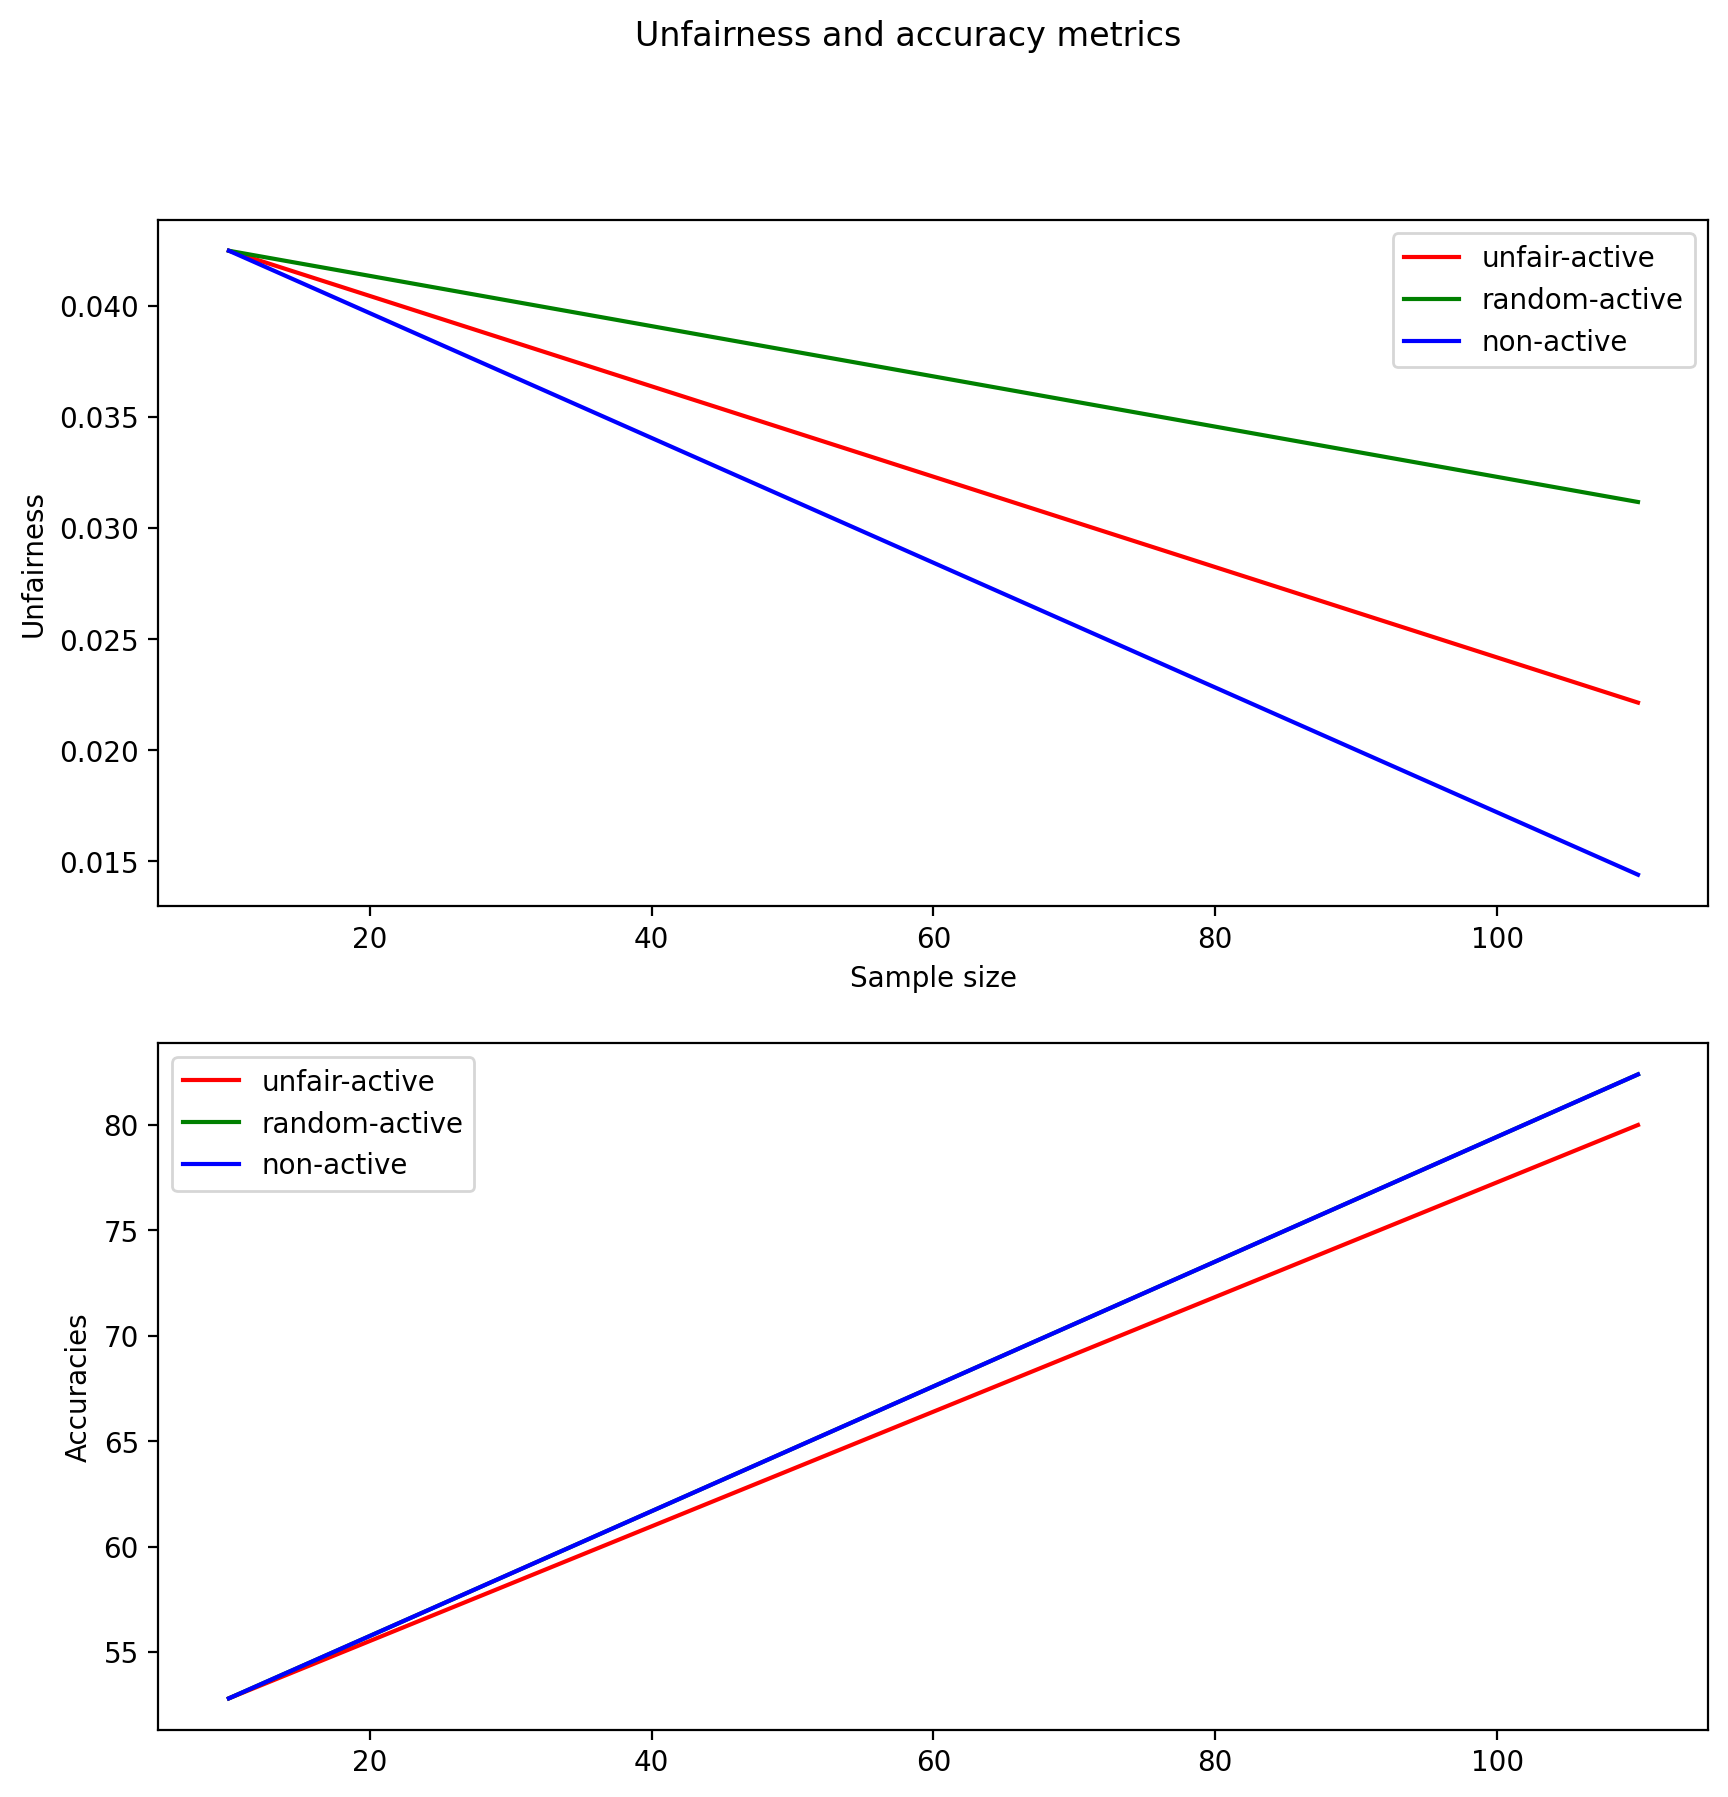 Unfairness and accuracy metrics
unfair-active
random-active
non-active
0.040
0.035
0.030
0.025
0.020
0.015
Unfairness
20 40 60 80 100
Sample size
unfair-active
random-active
non-active
80
75
70
65
60
55
Accuracies
20 40 60 80 100